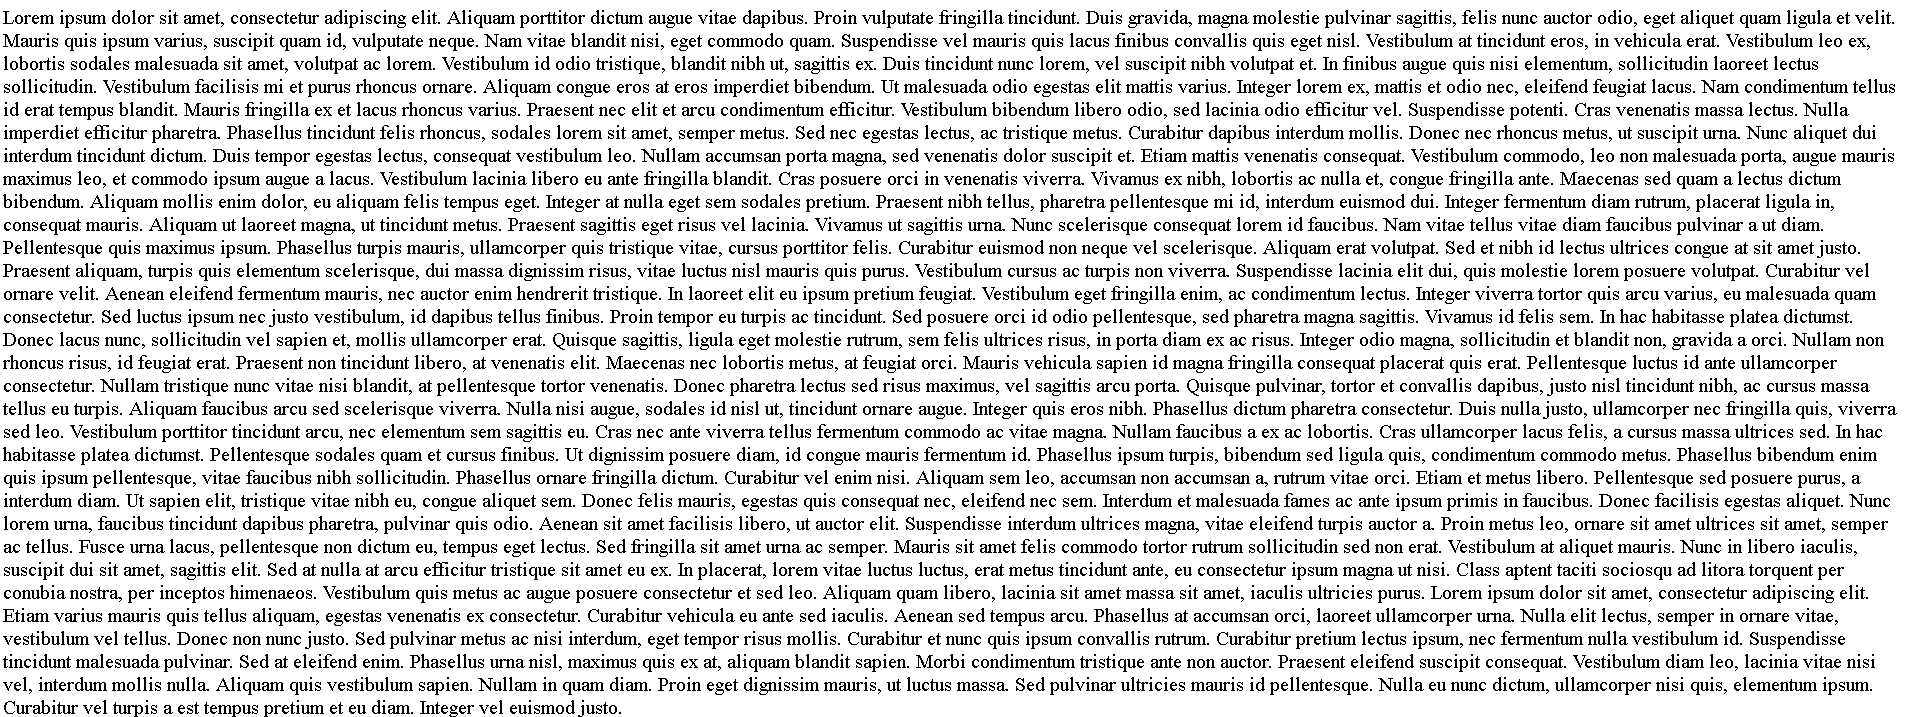 Lorem ipsum dolor sit amet, consectetur adipiscing elit. Aliquam porttitor dictum augue vitae dapibus. Proin vulputate fringilla tincidunt. Duis gravida, magna molestie pulvinar sagittis, felis nunc auctor odio, eget aliquet quam ligula et velit.
Mauris quis ipsum varius, suscipit quam id, vulputate neque. Nam vitae blandit nisi, eget commodo quam. Suspendisse vel mauris quis lacus finibus convallis quis eget nisl. Vestibulum at tincidunt eros, in vehicula erat. Vestibulum leo ex,
lobortis sodales malesuada sit amet, volutpat ac lorem. Vestibulum id odio tristique, blandit nibh ut, sagittis ex. Duis tincidunt nunc lorem, vel suscipit nibh volutpat et. In finibus augue quis nisi elementum, sollicitudin laoreet lectus
sollicitudin. Vestibulum facilisis mi et purus rhoncus ornare. Aliquam congue eros at eros imperdiet bibendum. Ut malesuada odio egestas elit mattis varius. Integer lorem ex, mattis et odio nec, eleifend feugiat lacus. Nam condimentum tellus
id erat tempus blandit. Mauris fringilla ex et lacus rhoncus varius. Praesent nec elit et arcu condimentum efficitur. Vestibulum bibendum libero odio, sed lacinia odio efficitur vel. Suspendisse potenti. Cras venenatis massa lectus. Nulla
imperdiet efficitur pharetra. Phasellus tincidunt felis rhoncus, sodales lorem sit amet, semper metus. Sed nec egestas lectus, ac tristique metus. Curabitur dapibus interdum mollis. Donec nec rhoncus metus, ut suscipit urna. Nunc aliquet dui
interdum tincidunt dictum. Duis tempor egestas lectus, consequat vestibulum leo. Nullam accumsan porta magna, sed venenatis dolor suscipit et. Etiam mattis venenatis consequat. Vestibulum commodo, leo non malesuada porta, augue mauris
maximus leo, et commodo ipsum augue a lacus. Vestibulum lacinia libero eu ante fringilla blandit. Cras posuere orci in venenatis viverra. Vivamus ex nibh, lobortis ac nulla et, congue fringilla ante. Maecenas sed quam a lectus dictum
bibendum. Aliquam mollis enim dolor, eu aliquam felis tempus eget. Integer at nulla eget sem sodales pretium. Praesent nibh tellus, pharetra pellentesque mi id, interdum euismod dui. Integer fermentum diam rutrum, placerat ligula in,
consequat mauris. Aliquam ut laoreet magna, ut tincidunt metus. Praesent sagittis eget risus vel lacinia. Vivamus ut sagittis urna. Nunc scelerisque consequat lorem id faucibus. Nam vitae tellus vitae diam faucibus pulvinar a ut diam.
Pellentesque quis maximus ipsum. Phasellus turpis mauris, ullamcorper quis tristique vitae, cursus porttitor felis. Curabitur euismod non neque vel scelerisque. Aliquam erat volutpat. Sed et nibh id lectus ultrices congue at sit amet justo.
Praesent aliquam, turpis quis elementum scelerisque, dui massa dignissim risus, vitae luctus nisl mauris quis purus. Vestibulum cursus ac turpis non viverra. Suspendisse lacinia elit dui, quis molestie lorem posuere volutpat. Curabitur vel
ornare velit. Aenean eleifend fermentum mauris, nec auctor enim hendrerit tristique. In laoreet elit eu ipsum pretium feugiat. Vestibulum eget fringilla enim, ac condimentum lectus. Integer viverra tortor quis arcu varius, eu malesuada quam
consectetur. Sed luctus ipsum nec justo vestibulum, id dapibus tellus finibus. Proin tempor eu turpis ac tincidunt. Sed posuere orci id odio pellentesque, sed pharetra magna sagittis. Vivamus id felis sem. In hac habitasse platea dictumst.
Donec lacus nunc, sollicitudin vel sapien et, mollis ullamcorper erat. Quisque sagittis, ligula eget molestie rutrum, sem felis ultrices risus, in porta diam ex ac risus. Integer odio magna, sollicitudin et blandit non, gravida a orci. Nullam non
rhoncus risus, id feugiat erat. Praesent non tincidunt libero, at venenatis elit. Maecenas nec lobortis metus, at feugiat orci. Mauris vehicula sapien id magna fringilla consequat placerat quis erat. Pellentesque luctus id ante ullamcorper
consectetur. Nullam tristique nunc vitae nisi blandit, at pellentesque tortor venenatis. Donec pharetra lectus sed risus maximus, vel sagittis arcu porta. Quisque pulvinar, tortor et convallis dapibus, justo nisl tincidunt nibh, ac cursus massa
tellus eu turpis. Aliquam faucibus arcu sed scelerisque viverra. Nulla nisi augue, sodales id nisl ut, tincidunt ornare augue. Integer quis eros nibh. Phasellus dictum pharetra consectetur. Duis nulla justo, ullamcorper nec fringilla quis, viverra
sed leo. Vestibulum porttitor tincidunt arcu, nec elementum sem sagittis eu. Cras nec ante viverra tellus fermentum commodo ac vitae magna. Nullam faucibus a ex ac lobortis. Cras ullamcorper lacus felis, a cursus massa ultrices sed. In hac
habitasse platea dictumst. Pellentesque sodales quam et cursus finibus. Ut dignissim posuere diam, id congue mauris fermentum id. Phasellus ipsum turpis, bibendum sed ligula quis, condimentum commodo metus. Phasellus bibendum enim
quis ipsum pellentesque, vitae faucibus nibh sollicitudin. Phasellus ornare fringilla dictum. Curabitur vel enim nisi. Aliquam sem leo, accumsan non accumsan a, rutrum vitae orci. Etiam et metus libero. Pellentesque sed posuere purus, a
interdum diam. Ut sapien elit, tristique vitae nibh eu, congue aliquet sem. Donec felis mauris, egestas quis consequat nec, eleifend nec sem. Interdum et malesuada fames ac ante ipsum primis in faucibus. Donec facilisis egestas aliquet. Nunc
lorem urna, faucibus tincidunt dapibus pharetra, pulvinar quis odio. Aenean sit amet facilisis libero, ut auctor elit. Suspendisse interdum ultrices magna, vitae eleifend turpis auctor a. Proin metus leo, ornare sit amet ultrices sit amet, semper
ac tellus. Fusce urna lacus, pellentesque non dictum eu, tempus eget lectus. Sed fringilla sit amet urna ac semper. Mauris sit amet felis commodo tortor rutrum sollicitudin sed non erat. Vestibulum at aliquet mauris. Nunc in libero iaculis,
suscipit dui sit amet, sagittis elit. Sed at nulla at arcu efficitur tristique sit amet eu ex. In placerat, lorem vitae luctus luctus, erat metus tincidunt ante, eu consectetur ipsum magna ut nisi. Class aptent taciti sociosqu ad litora torquent per
conubia nostra, per inceptos himenaeos. Vestibulum quis metus ac augue posuere consectetur et sed leo. Aliquam quam libero, lacinia sit amet massa sit amet, iaculis ultricies purus. Lorem ipsum dolor sit amet, consectetur adipiscing elit.
Etiam varius mauris quis tellus aliquam, egestas venenatis ex consectetur. Curabitur vehicula eu ante sed iaculis. Aenean sed tempus arcu. Phasellus at accumsan orci, laoreet ullamcorper urna. Nulla elit lectus, semper in ornare vitae,
vestibulum vel tellus. Donec non nunc justo. Sed pulvinar metus ac nisi interdum, eget tempor risus mollis. Curabitur et nunc quis ipsum convallis rutrum. Curabitur pretium lectus ipsum, nec fermentum nulla vestibulum id. Suspendisse
tincidunt malesuada pulvinar. Sed at eleifend enim. Phasellus urna nisl, maximus quis ex at, aliquam blandit sapien. Morbi condimentum tristique ante non auctor. Praesent eleifend suscipit consequat. Vestibulum diam leo, lacinia vitae nisi
vel, interdum mollis nulla. Aliquam quis vestibulum sapien. Nullam in quam diam. Proin eget dignissim mauris, ut luctus massa. Sed pulvinar ultricies mauris id pellentesque. Nulla eu nunc dictum, ullamcorper nisi quis, elementum ipsum.
Curabitur vel turpis a est tempus pretium et eu diam. Integer vel euismod justo.